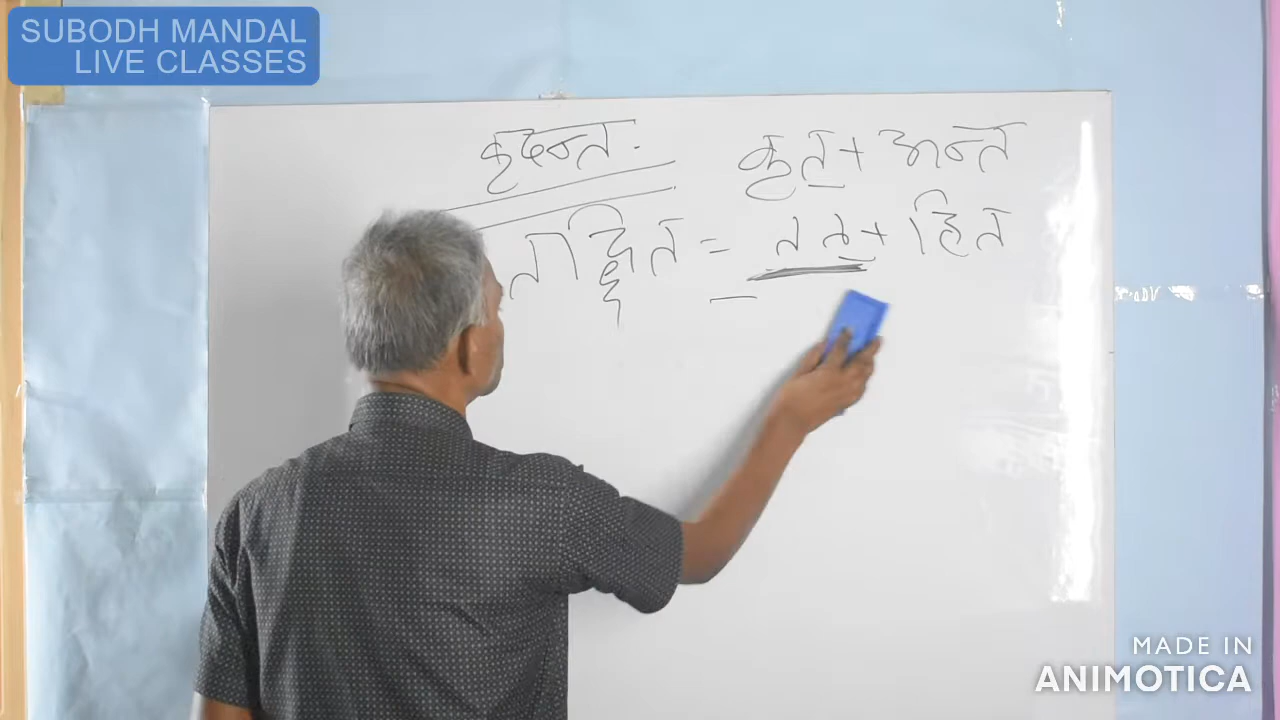 SUBODH MANDAL
LIVE CLASSES
कृदन्त . कृत् + अन्त
तद्धित = तत् + हित
MADE IN
ANIMOTICA